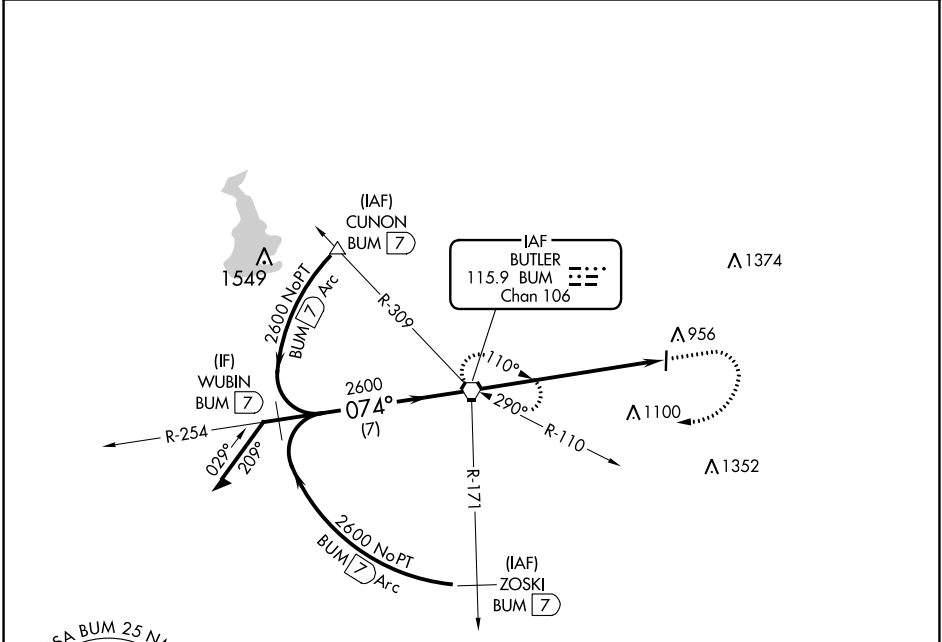 (IAF)
CUNON
BUM 7
1549
2600 NoPT
BUM 7 Arc
R-309
IAF
BUTLER
115.9 BUM
Chan 106
1374
956
110°
290°
1100
R-110
1352
(IF)
WUBIN
BUM 7
2600
074°
(7)
R-254
029°
209°
R-171
2600 NoPT
BUM 7 Arc
(IAF)
ZOSKI
BUM 7
SA BUM 25 N